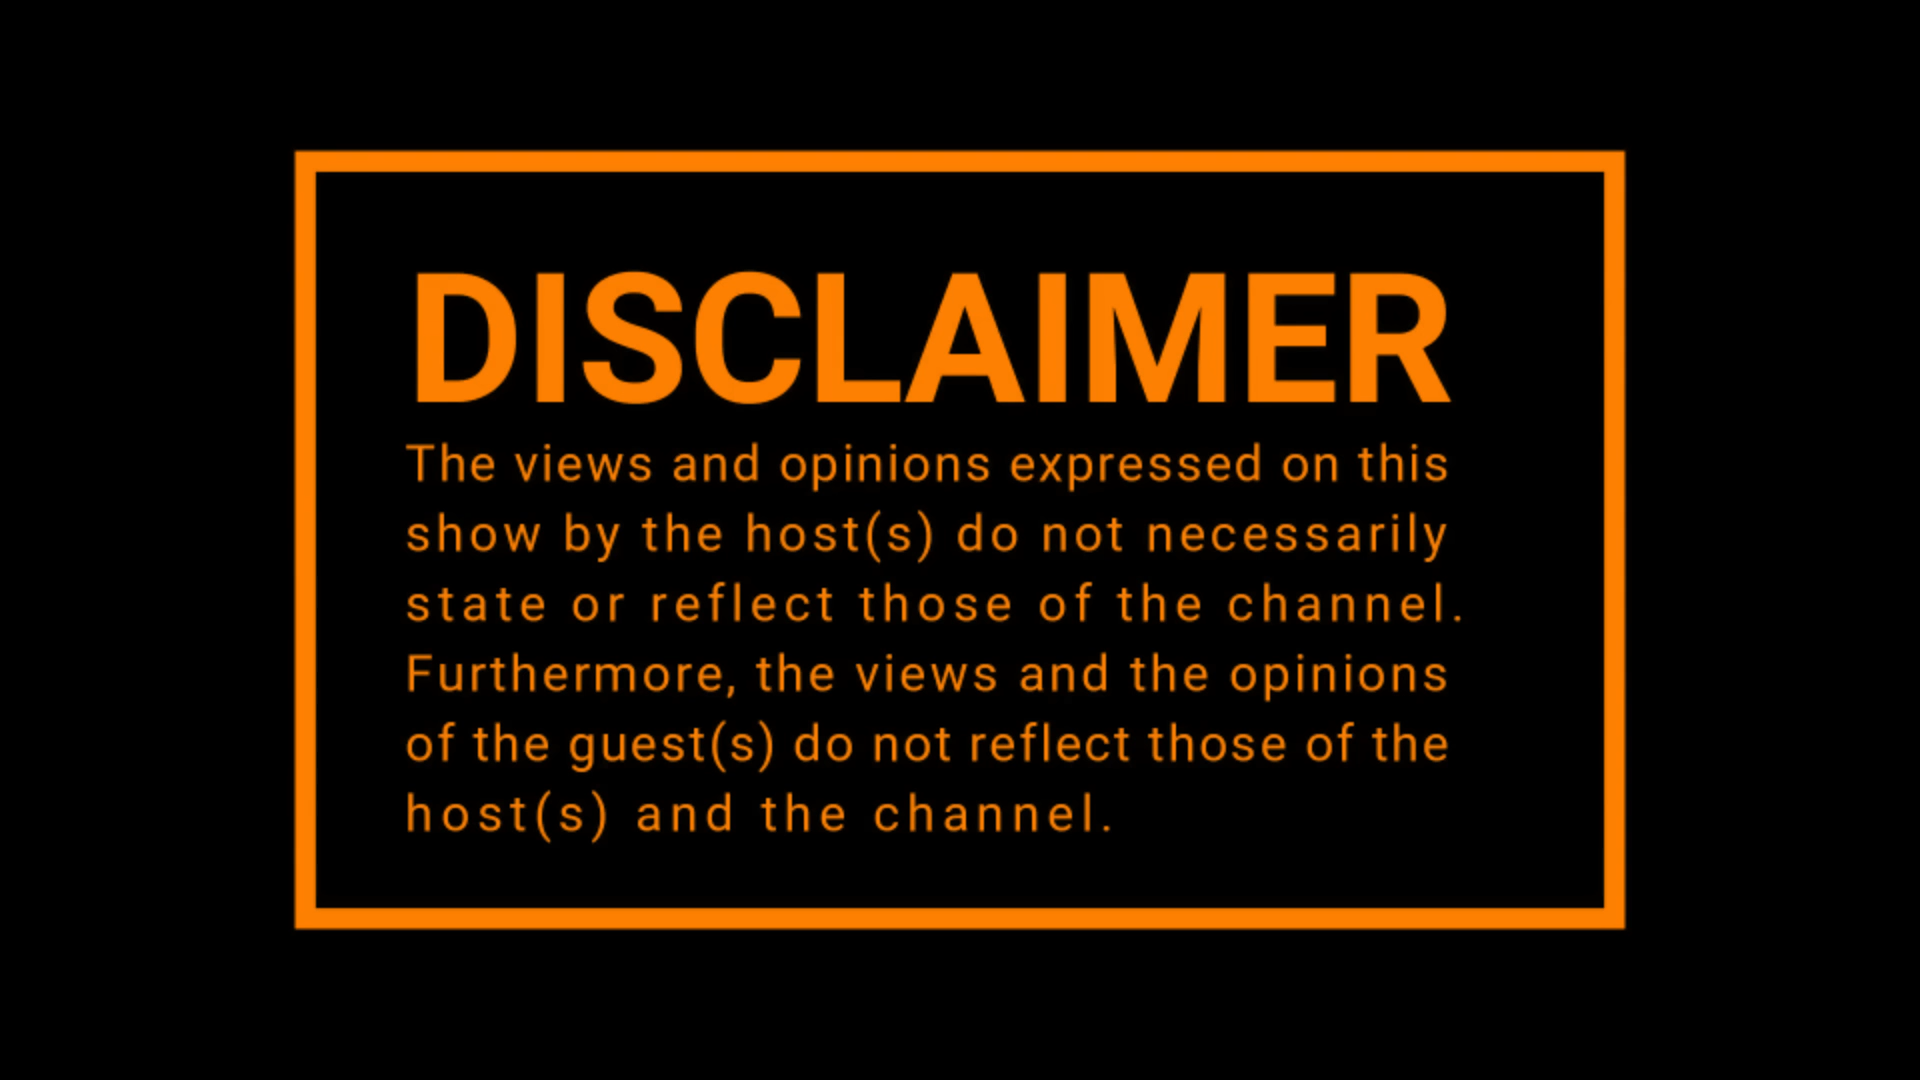 DISCLAIMER
The views and opinions expressed on this
show by the host(s) do not necessarily
state or reflect those of the channel.
Furthermore, the views and the opinions
of the guest(s) do not reflect those of the
host(s) and the channel.